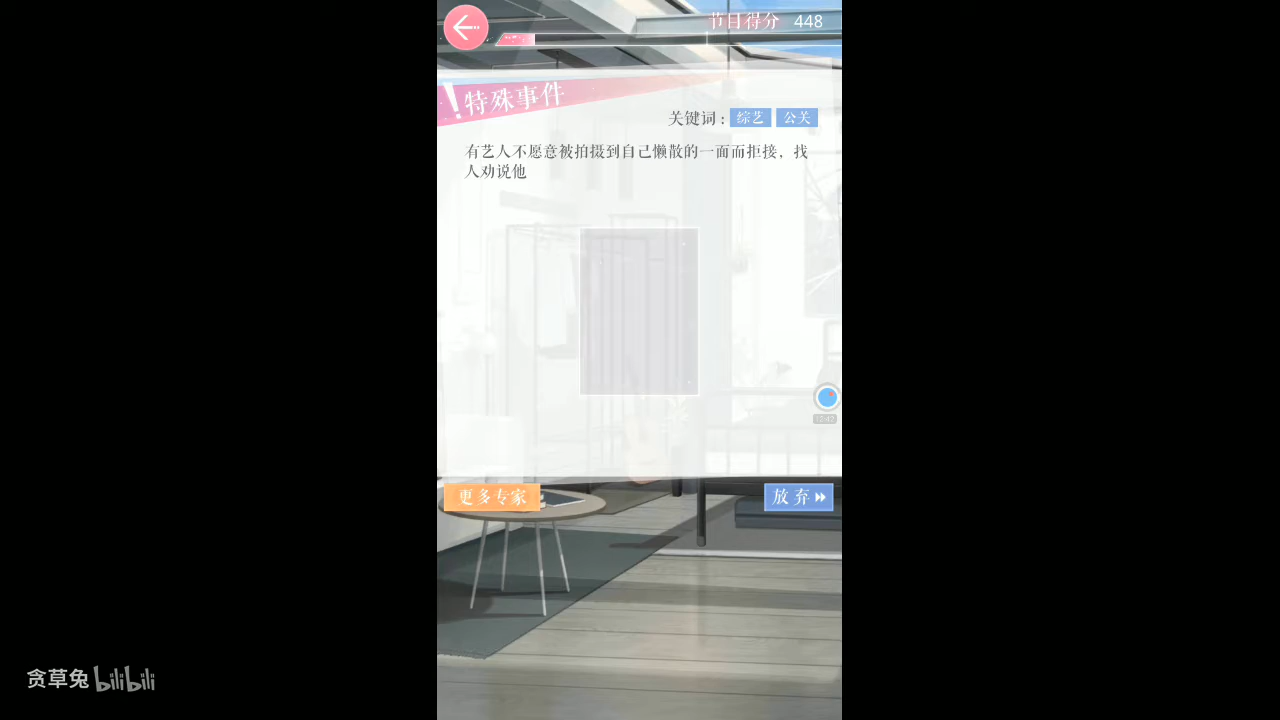 节目得分 448
特殊事件
关键词： 综艺 公关
有艺人不愿意被拍摄到自己懒散的一面而拒接，找
人劝说他
12:42
更多专家
放弃
贪草兔 bilibili